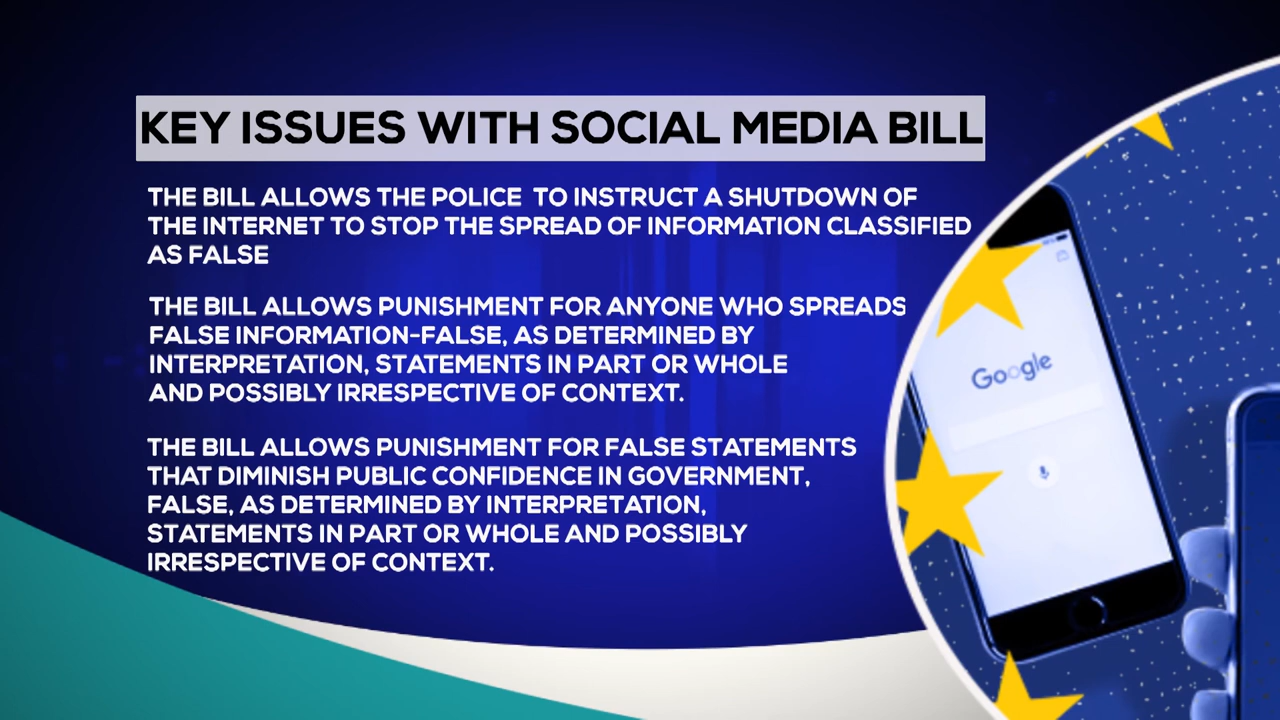 KEY ISSUES WITH SOCIAL MEDIA BILL
THE BILL ALLOWS THE POLICE TO INSTRUCT A SHUTDOWN OF
THE INTERNET TO STOP THE SPREAD OF INFORMATION CLASSIFIED
AS FALSE
THE BILL ALLOWS PUNISHMENT FOR ANYONE WHO SPREADS
FALSE INFORMATION-FALSE, AS DETERMINED BY
INTERPRETATION, STATEMENTS IN PART OR WHOLE
AND POSSIBLY IRRESPECTIVE OF CONTEXT.
THE BILL ALLOWS PUNISHMENT FOR FALSE STATEMENTS
THAT DIMINISH PUBLIC CONFIDENCE IN GOVERNMENT,
FALSE, AS DETERMINED BY INTERPRETATION,
STATEMENTS IN PART OR WHOLE AND POSSIBLY
IRRESPECTIVE OF CONTEXT.
Google